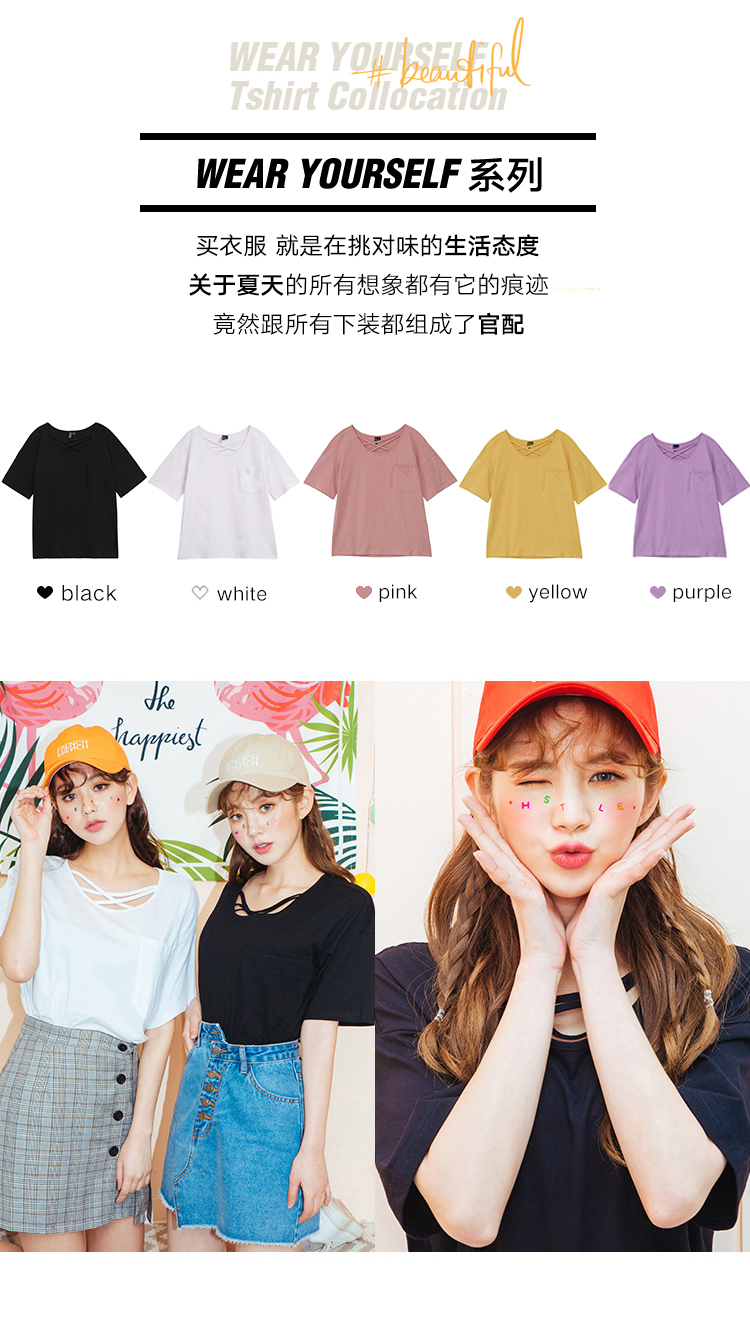 WEAR YOURSELF
# beautiful
Tshirt Collocation
WEAR YOURSELF 系列
买衣服 就是在挑对味的生活态度
关于夏天的所有想象都有它的痕迹
竟然跟所有下装都组成了官配
black
white
pink
yellow
purple
the
happiest
HSTYLE